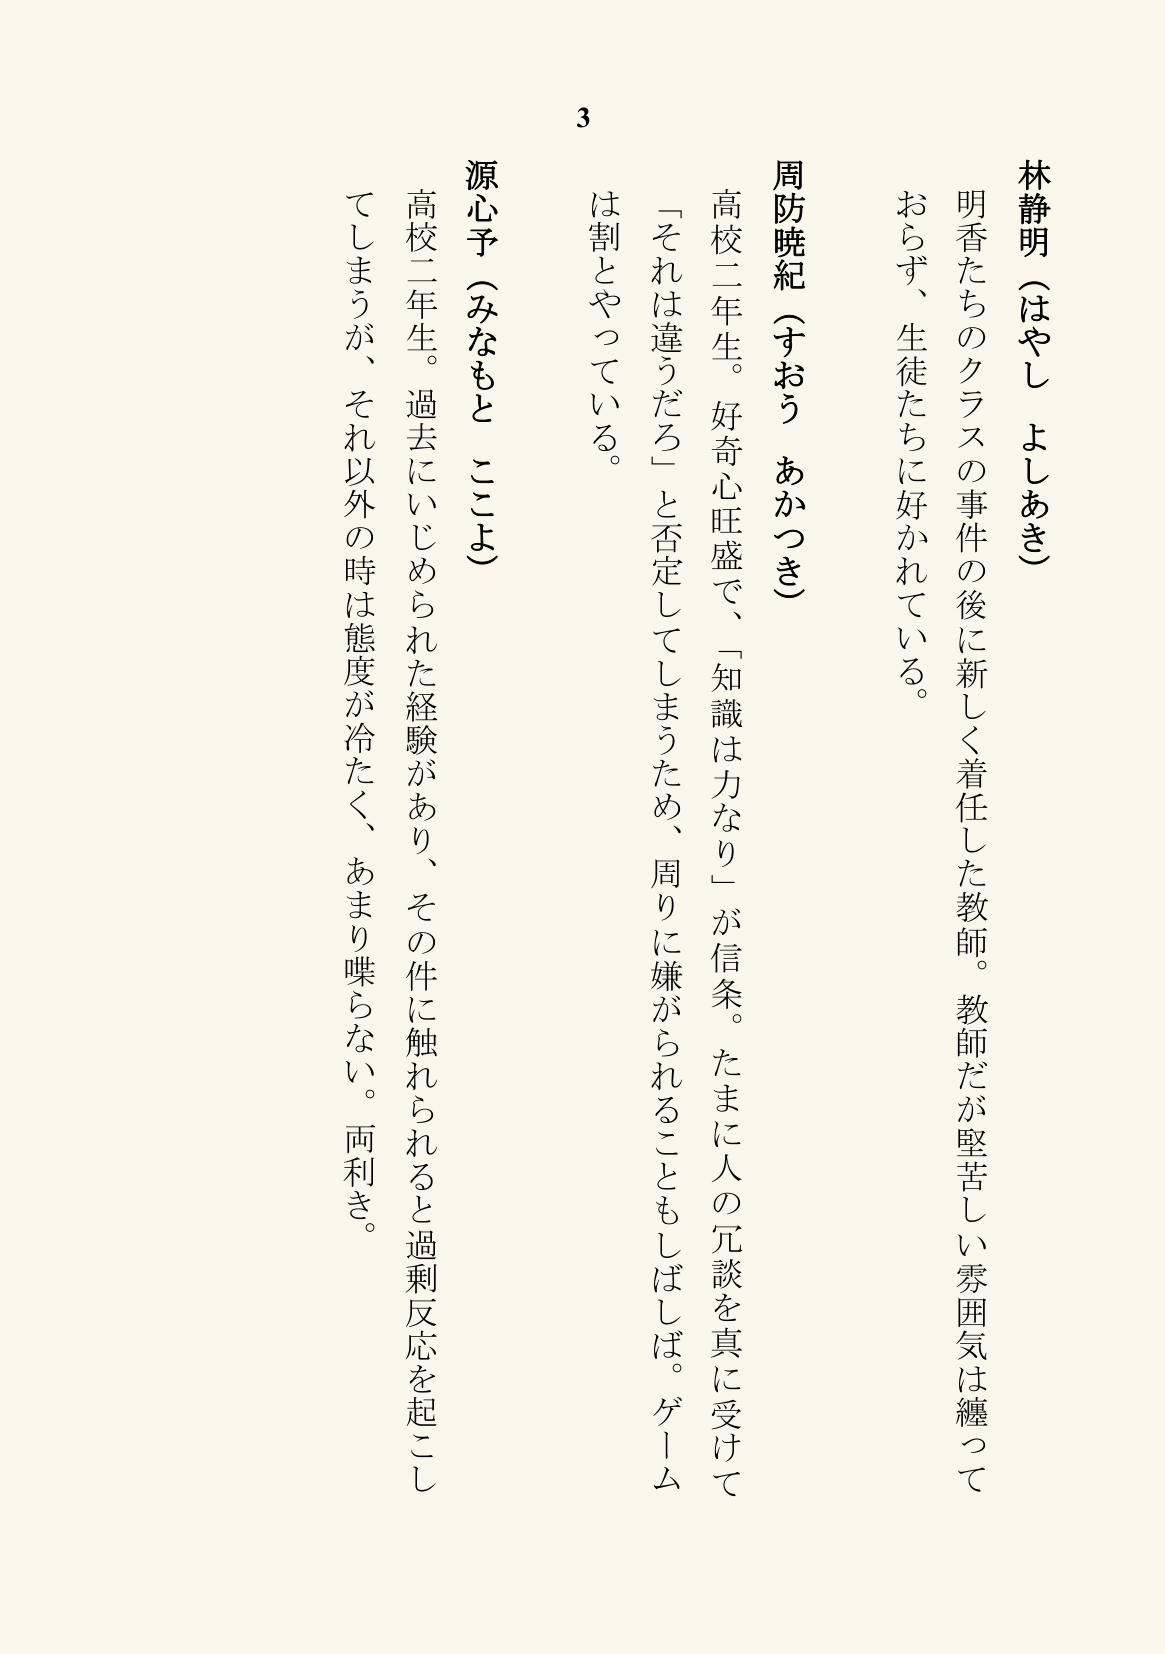 3
林静明（はやし　よしあき）
明香たちのクラスの事件の後に新しく着任した教師。教師だが堅苦しい雰囲気は纏って
おらず、生徒たちに好かれている。
周防暁紀（すおう　あかつき）
高校二年生。好奇心旺盛で、「知識は力なり」が信条。たまに人の冗談を真に受けて
「それは違うだろ」と否定してしまうため、周りに嫌がられることもしばしば。ゲーム
は割とやっている。
源心予（みなもと　ここよ）
高校二年生。過去にいじめられた経験があり、その件に触れられると過剰反応を起こし
てしまうが、それ以外の時は態度が冷たく、あまり喋らない。両利き。